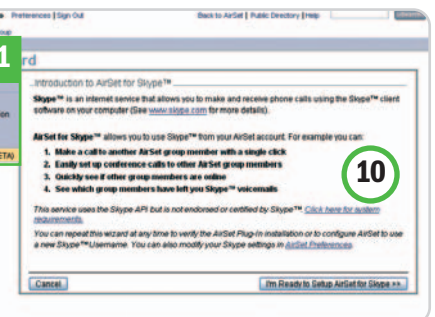 Preferences | Sign Out Back to AirSet | Public Directory | Help
oup
1
rd
Introduction to AirSet for Skype™
Skype™ is an internet service that allows you to make and receive phone calls using the Skype™ client
software on your computer (See www.skype.com for more details).
AirSet for Skype™ allows you to use Skype™ from your AirSet account. For example you can:
1. Make a call to another AirSet group member with a single click
2. Easily set up conference calls to other AirSet group members
3. Quickly see if other group members are online
4. See which group members have left you Skype™ voicemails
on
ETA)
10
This service uses the Skype API but is not endorsed or certified by Skype™ Click here for system
requirements.
You can repeat this wizard at any time to verify the AirSet Plug-In installation or to configure AirSet to use
a new Skype™ Username. You can also modify your Skype settings in AirSet Preferences.
Cancel I'm Ready to Setup AirSet for Skype >>